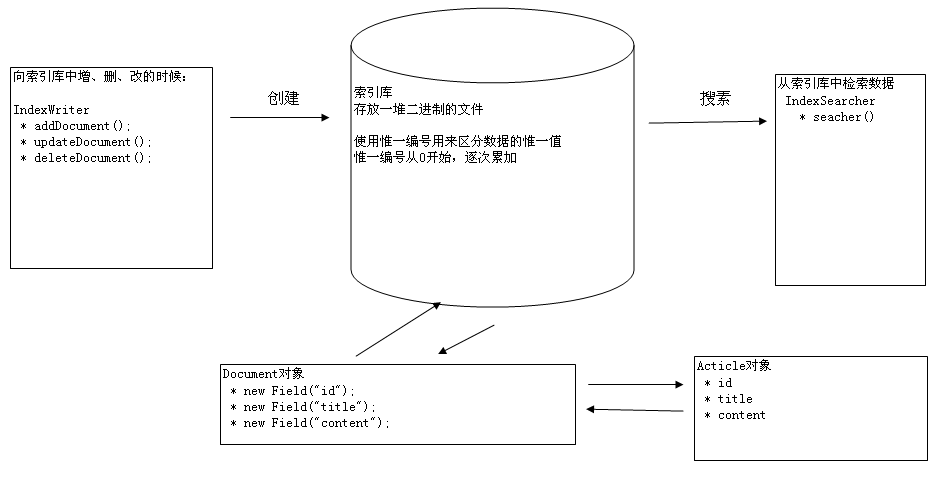 向索引库中增、删、改的时候：
IndexWriter
* addDocument();
* updateDocument();
* deleteDocument();
创建
索引库
存放一堆二进制的文件
使用惟一编号用来区分数据的惟一值
惟一编号从0开始，逐次累加
搜素
从索引库中检索数据
IndexSearcher
* seacher()
Document对象
* new Field("id");
* new Field("title");
* new Field("content");
Acticle对象
* id
* title
* content